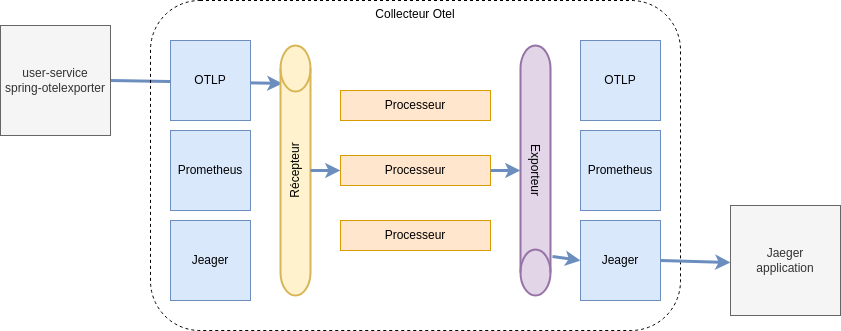 Collecteur Otel
user-service
spring-otelexporter
OTLP
Prometheus
Jeager
Récepteur
Processeur
Processeur
Processeur
Exporteur
OTLP
Prometheus
Jeager
Jaeger
application